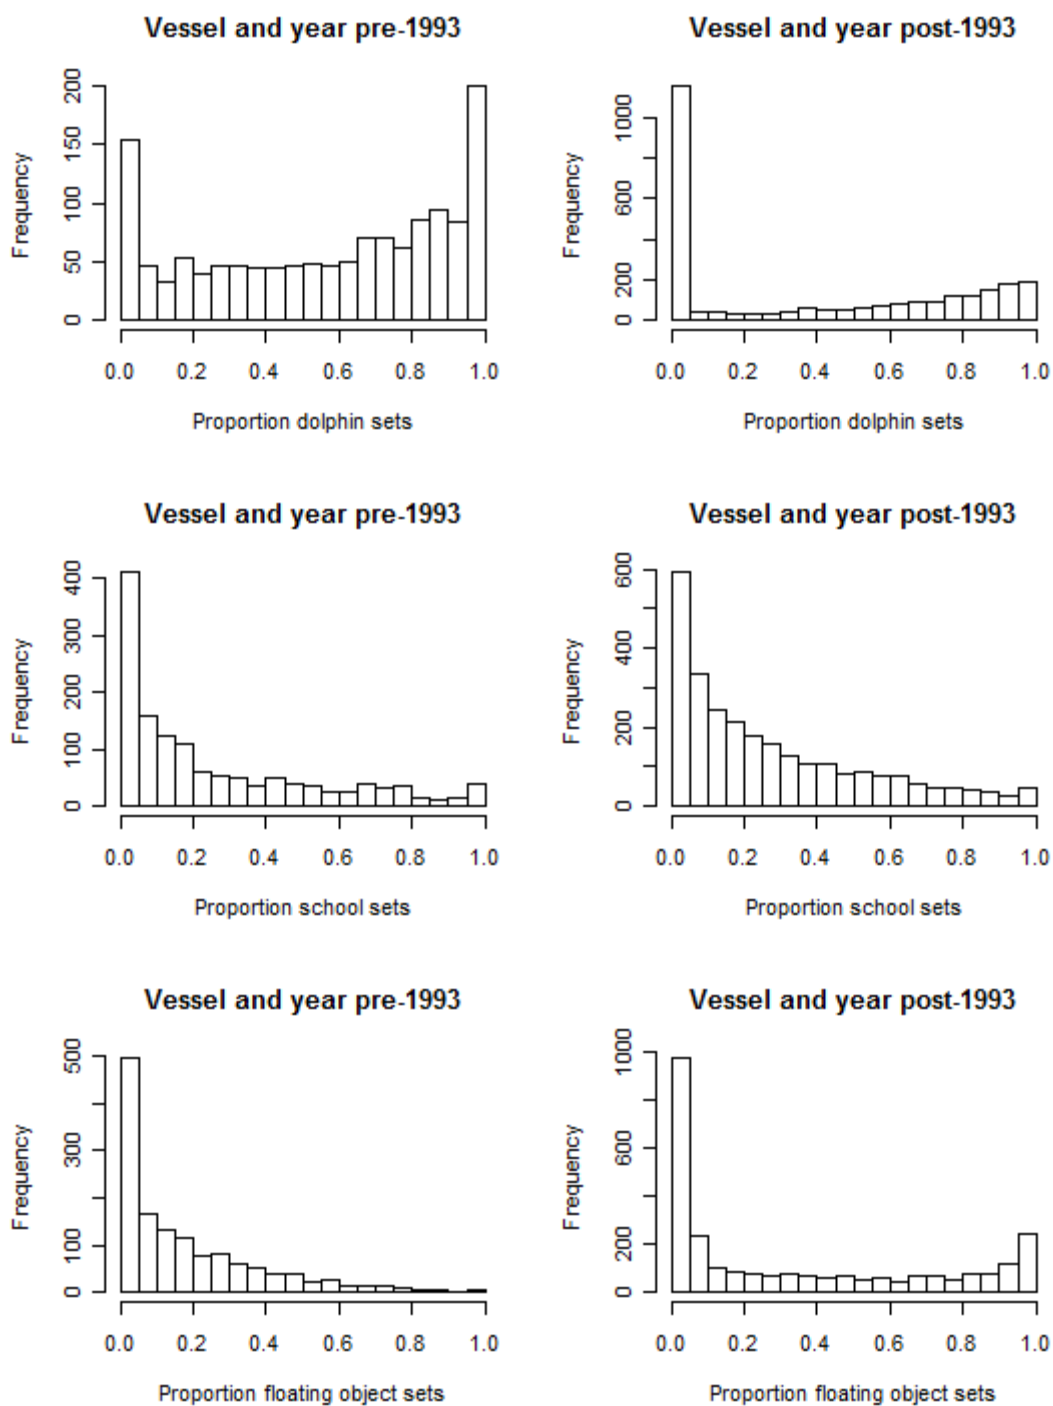 Vessel and year pre-1993
Vessel and year post-1993
Frequency
200
150
100
50
0
0.0 0.2 0.4 0.6 0.8 1.0
Proportion dolphin sets
Frequency
1000
600
200
0
0.0 0.2 0.4 0.6 0.8 1.0
Proportion dolphin sets
Vessel and year pre-1993
Vessel and year post-1993
Frequency
400
300
200
100
0
0.0 0.2 0.4 0.6 0.8 1.0
Proportion school sets
Frequency
600
400
200
0
0.0 0.2 0.4 0.6 0.8 1.0
Proportion school sets
Vessel and year pre-1993
Vessel and year post-1993
Frequency
500
300
100
0
0.0 0.2 0.4 0.6 0.8 1.0
Proportion floating object sets
Frequency
1000
600
200
0
0.0 0.2 0.4 0.6 0.8 1.0
Proportion floating object sets